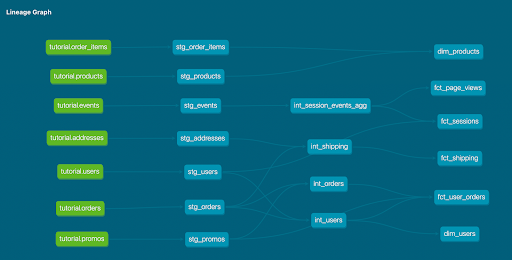 Lineage Graph
tutorial.order_items
stg_order_items
dim_products
tutorial.products
stg_products
fct_page_views
tutorial.events
stg_events
int_session_events_agg
fct_sessions
tutorial.addresses
stg_addresses
int_shipping
fct_shipping
tutorial.users
stg_users
int_orders
fct_user_orders
tutorial.orders
stg_orders
int_users
dim_users
tutorial.promos
stg_promos